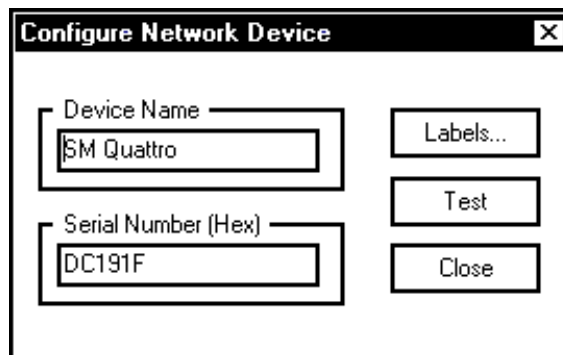 Configure Network Device
Device Name
SM Quattro
Labels...
Test
Serial Number (Hex)
DC191F
Close